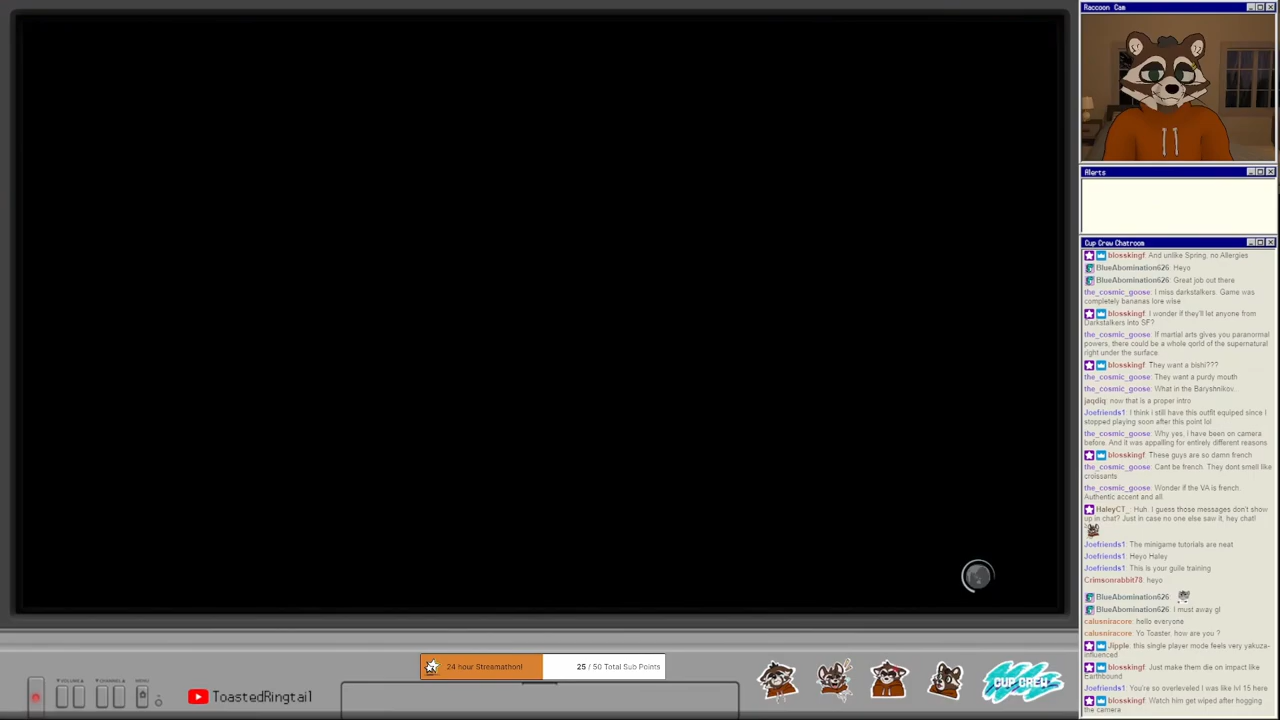 Raccoon Cam
Alerts
Cup Crew Chatroom
blosskingf: And unlike Spring, no Allergies
BlueAbomination626: Heyo
BlueAbomination626: Great job out there
the_cosmic_goose: I miss darkstalkers. Game was
completely bananas lore wise
blosskingf: I wonder if they'll let anyone from
Darkstalkers into SF?
the_cosmic_goose: If martial arts gives you paranormal
powers, there could be a whole qorld of the supernatural
right under the surface
blosskingf: They want a bishi???
the_cosmic_goose: They want a purdy mouth
the_cosmic_goose: What in the Baryshnikov..
jaqdiq: now that is a proper intro
Joefriends1: I think i still have this outfit equiped since I
stopped playing soon after this point lol
the_cosmic_goose: Why yes, I have been on camera
before. And it was appalling for entirely different reasons
blosskingf: These guys are so damn french
the_cosmic_goose: Cant be french. They dont smell like
croissants
the_cosmic_goose: Wonder if the VA is french.
Authentic accent and all
HaleyCT_: Huh. I guess those messages don't show
up in chat? Just in case no one else saw it, hey chat!
Joefriends1: The minigame tutorials are neat
Joefriends1: Heyo Haley
Joefriends1: This is your guile training
Crimsonrabbit78: heyo
BlueAbomination626:
BlueAbomination626: I must away gl
calusniracore: hello everyone
calusniracore: Yo Toaster, how are you ?
Jipple: this single player mode feels very yakuza-
influenced
blosskingf: Just make them die on impact like
Earthbound
Joefriends1: You're so overleveled I was like lvl 15 here
blosskingf: Watch him get wiped after hogging
the camera
24 hour Streamathon!
25 / 50 Total Sub Points
ToastedRingtail
CUP CREW
VOLUME
CHANNEL
MENU